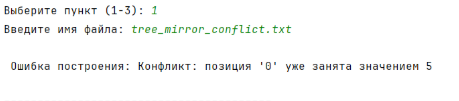 Выберите пункт (1-3): 1
Введите имя файла: tree_mirror_conflict.txt
Ошибка построения: Конфликт: позиция '0' уже занята значением 5